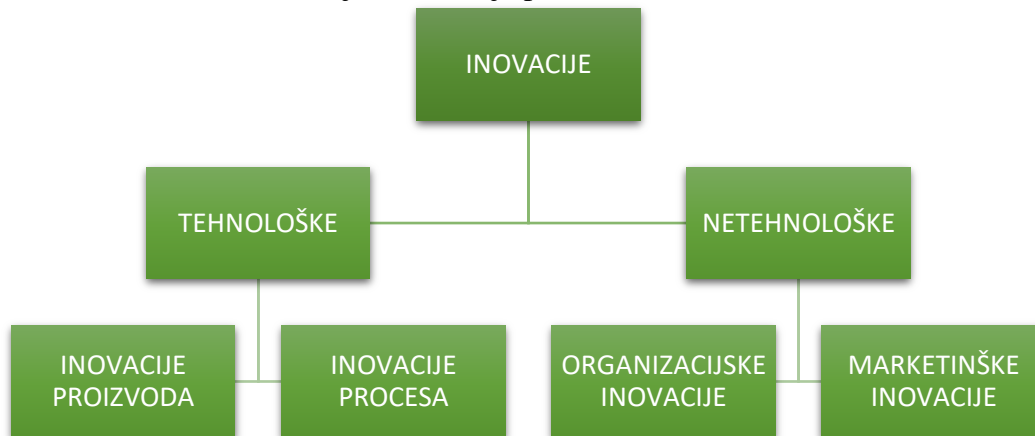 INOVACIJE
TEHNOLOŠKE
NETEHNOLOŠKE
INOVACIJE
PROIZVODA
INOVACIJE
PROCESA
ORGANIZACIJSKE
INOVACIJE
MARKETINŠKE
INOVACIJE